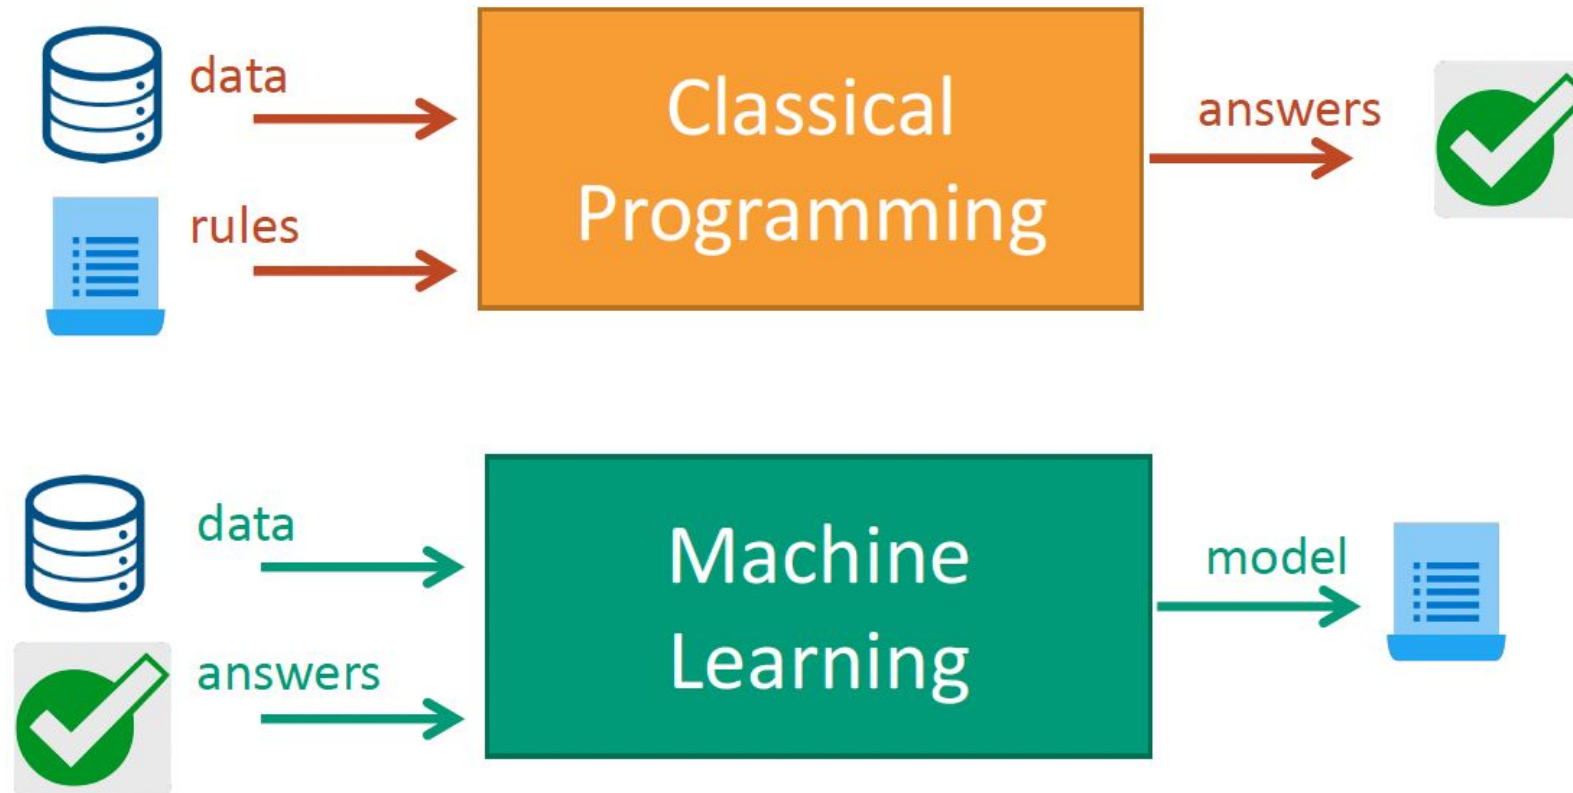 data
rules
Classical
Programming
answers
data
answers
Machine
Learning
model